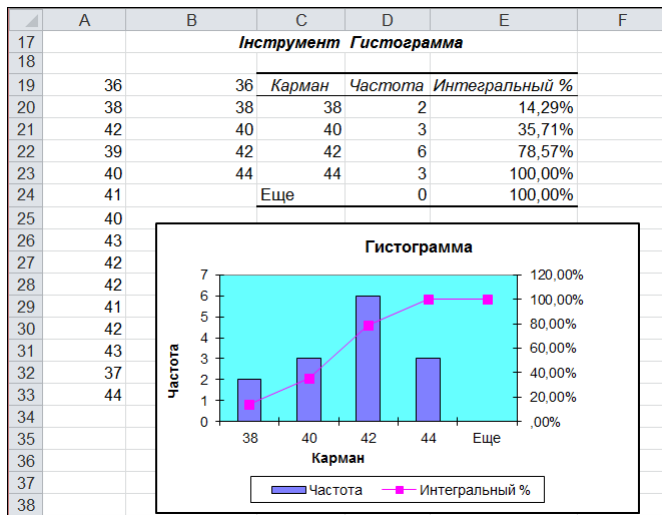 A B C D E F
17 Інструмент Гистограмма
18
19 36 36 Карман Частота Интегральный %
20 38 38 38 2 14,29%
21 42 40 40 3 35,71%
22 39 42 42 6 78,57%
23 40 44 44 3 100,00%
24 41 Еще 0 100,00%
25 40
26 43
27 42
28 42
29 41
30 42
31 43
32 37
33 44
34
35
36
37
38
Гистограмма
7 120,00%
6 100,00%
5 80,00%
4 60,00%
3 40,00%
2 20,00%
1 ,00%
0
Частота
38 40 42 44 Еще
Карман
Частота Интегральный %